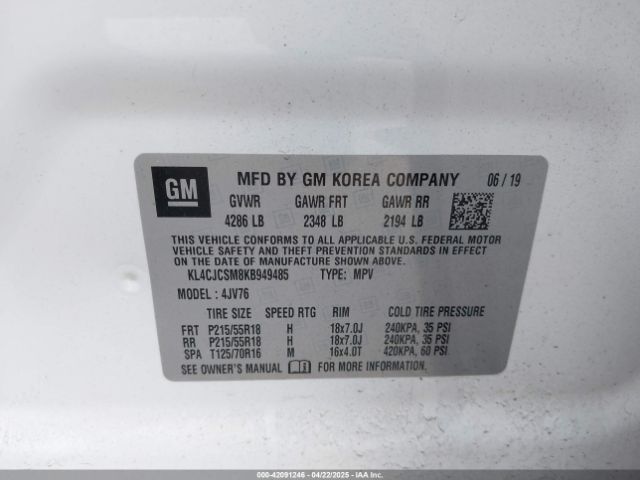 GM
MFD BY GM KOREA COMPANY 06 / 19
GVWR GAWR FRT GAWR RR
4286 LB 2348 LB 2194 LB
THIS VEHICLE CONFORMS TO ALL APPLICABLE U.S. FEDERAL MOTOR
VEHICLE SAFETY AND THEFT PREVENTION STANDARDS IN EFFECT
ON THE DATE OF MANUFACTURE SHOWN ABOVE.
KL4CJCSM8KB949485 TYPE: MPV
MODEL : 4JV76
TIRE SIZE SPEED RTG RIM COLD TIRE PRESSURE
FRT P215/55R18 H 18x7.0J 240KPA, 35 PSI
RR P215/55R18 H 18x7.0J 240KPA, 35 PSI
SPA T125/70R16 M 16x4.0T 420KPA, 60 PSI
SEE OWNER'S MANUAL FOR MORE INFORMATION.
000-42091246 - 04/22/2025 - IAA INC.